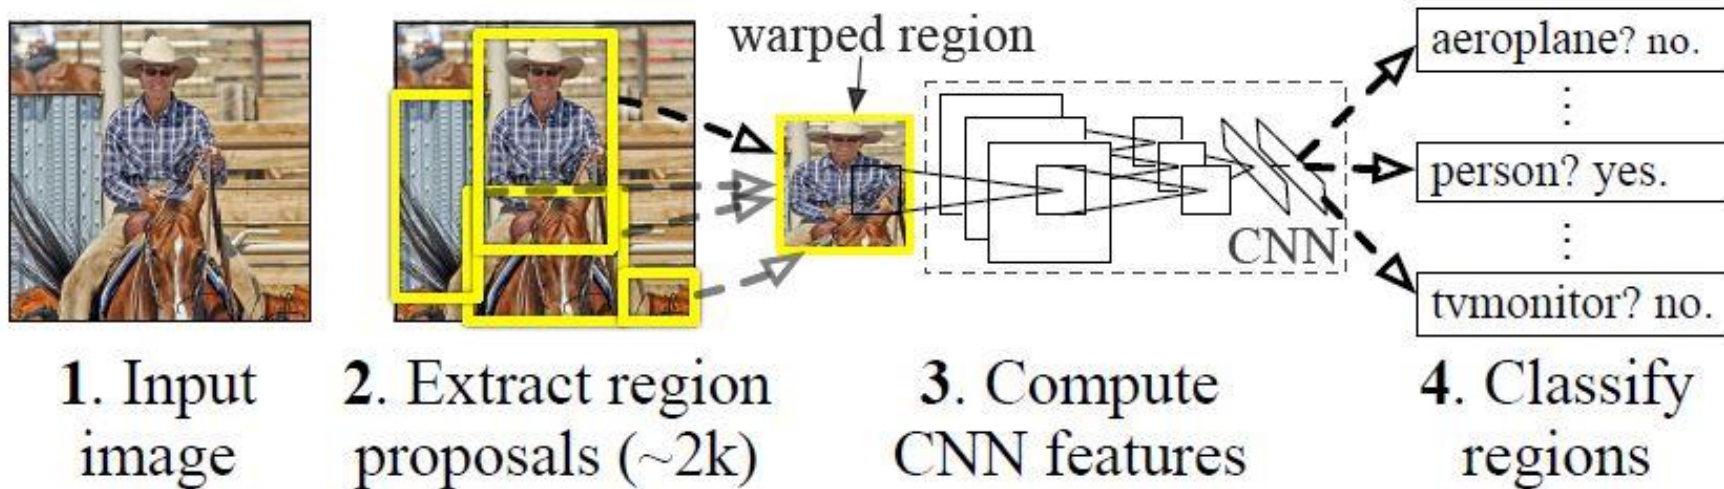 warped region
aeroplane? no.
⋮
person? yes.
⋮
tvmonitor? no.
CNN
1. Input
image
2. Extract region
proposals (~2k)
3. Compute
CNN features
4. Classify
regions